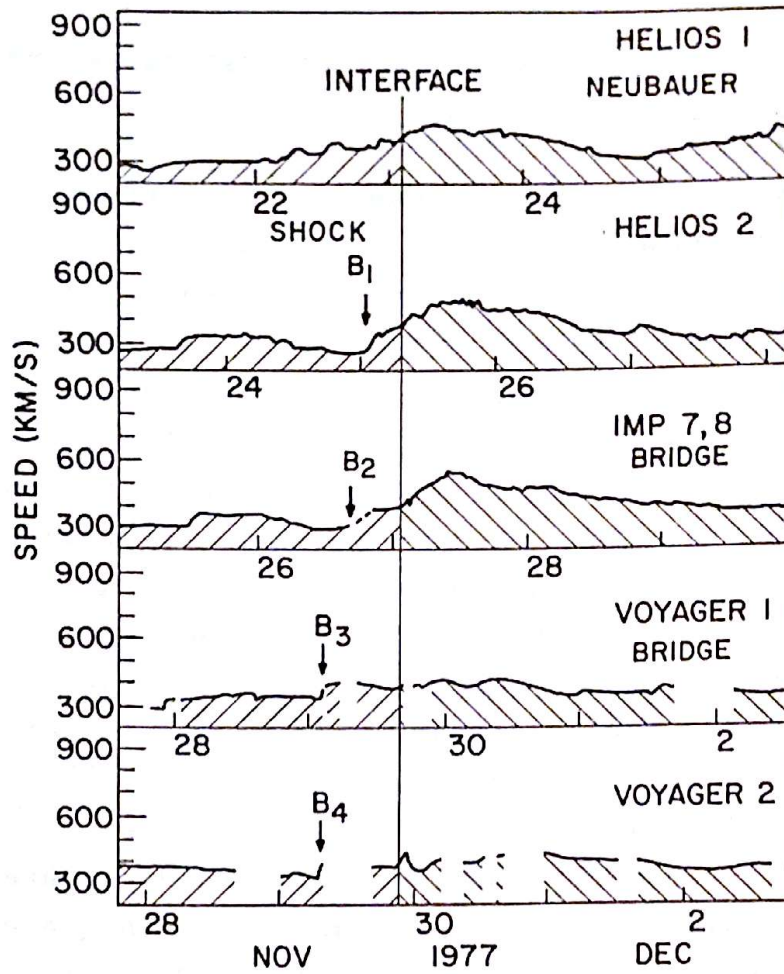 900
600
300
HELIOS 1
INTERFACE
NEUBAUER
22
24
900
600
300
SHOCK
HELIOS 2
B1
24
26
900
600
300
IMP 7,8
BRIDGE
B2
26
28
900
600
300
VOYAGER 1
BRIDGE
B3
28
30
2
900
600
300
VOYAGER 2
B4
28
30
2
NOV
1977
DEC
SPEED (KM/S)